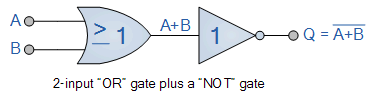 A
B
≥ 1
A+B
1
Q = A̅+̅B̅
2-input "OR" gate plus a "NOT" gate